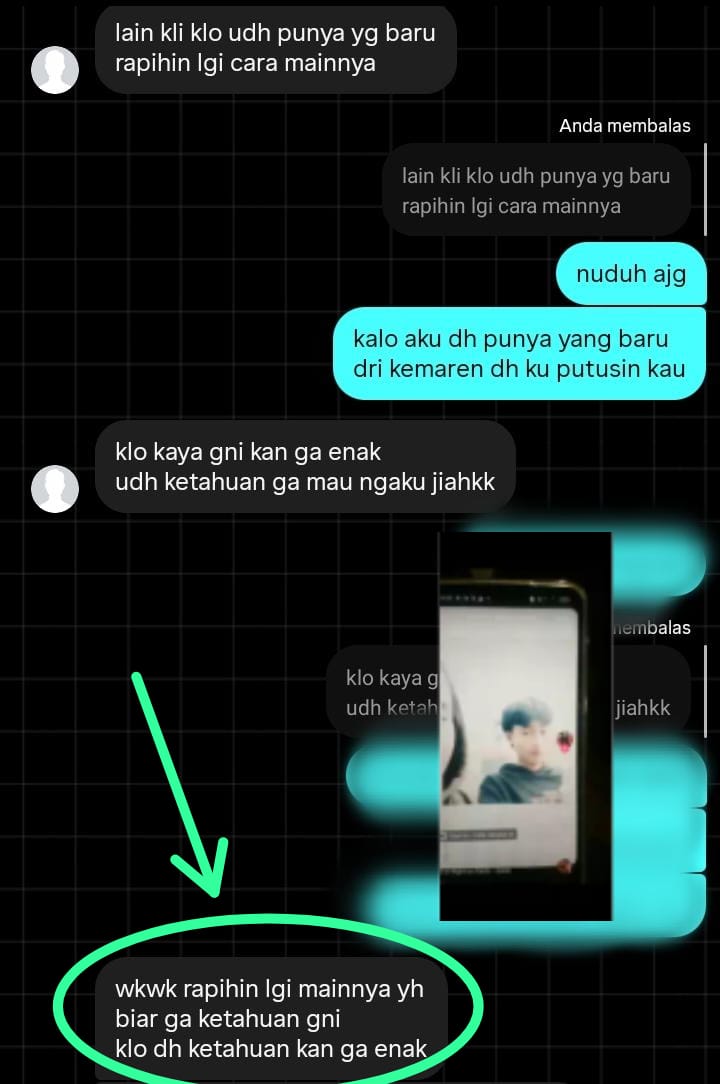 lain kli klo udh punya yg baru
rapihin lgi cara mainnya
Anda membalas
lain kli klo udh punya yg baru
rapihin lgi cara mainnya
nuduh ajg
kalo aku dh punya yang baru
dri kemaren dh ku putusin kau
klo kaya gni kan ga enak
udh ketahuan ga mau ngaku jiahkk
membalas
klo kaya g
udh ketah jiahkk
wkwk rapihin lgi mainnya yh
biar ga ketahuan gni
klo dh ketahuan kan ga enak